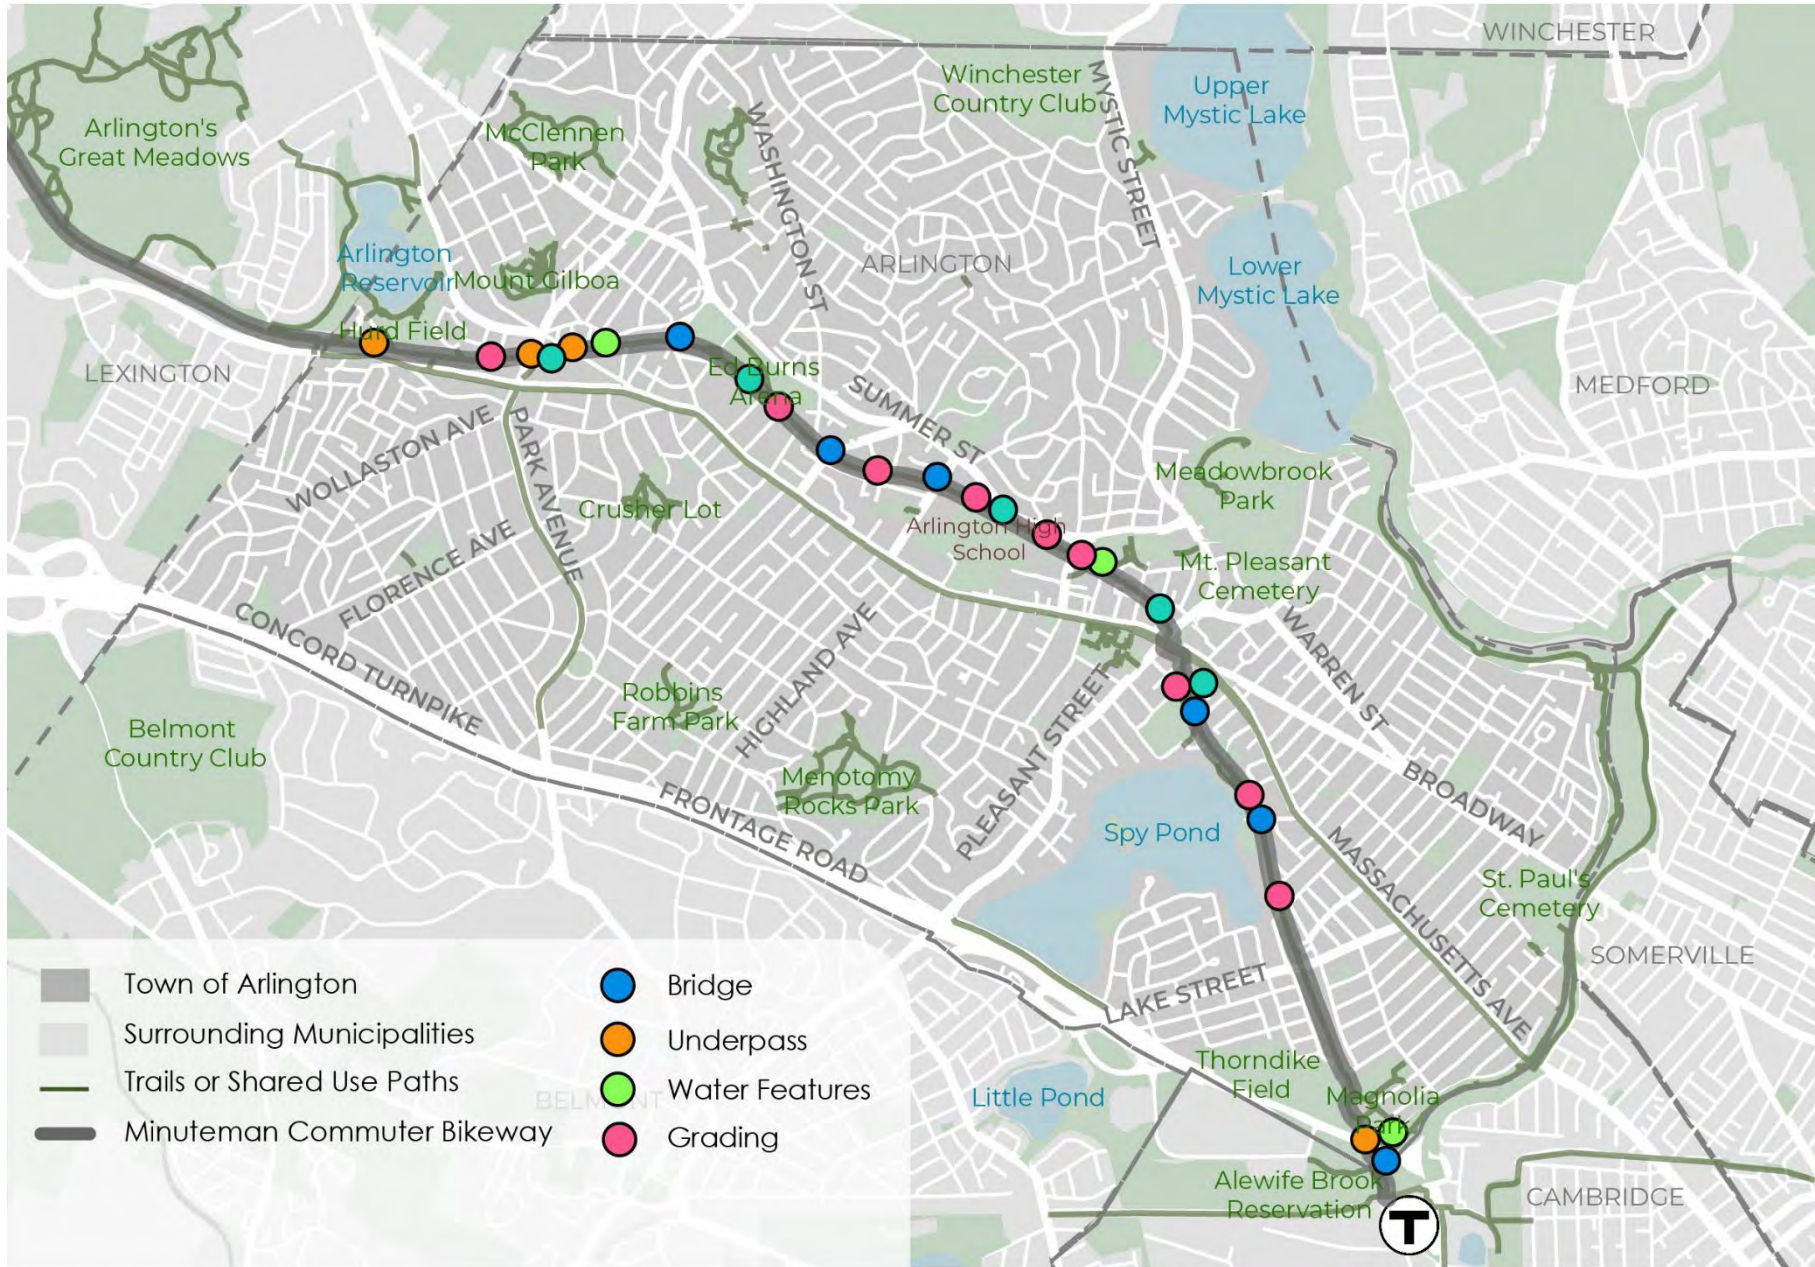 WINCHESTER
Winchester
Country Club
MYSTIC STREET
Upper
Mystic Lake
Arlington's
Great Meadows
McClennen
Park
WASHINGTON ST
Arlington
Reservoir
Mount Gilboa
ARLINGTON
Lower
Mystic Lake
Hurd Field
LEXINGTON
Ed Burns
Arena
MEDFORD
SUMMER ST
WOLLASTON AVE
PARK AVENUE
Crusher Lot
Meadowbrook
Park
Arlington High
School
FLORENCE AVE
Mt. Pleasant
Cemetery
CONCORD TURNPIKE
HIGHLAND AVE
WARREN ST
Robbins
Farm Park
PLEASANT STREET
Belmont
Country Club
Menotomy
Rocks Park
FRONTAGE ROAD
BROADWAY
Spy Pond
MASSACHUSETTS AVE
St. Paul's
Cemetery
SOMERVILLE
LAKE STREET
Town of Arlington
Surrounding Municipalities
Trails or Shared Use Paths
Minuteman Commuter Bikeway
Bridge
Underpass
Water Features
Grading
BELMONT
Little Pond
Thorndike
Field
Magnolia
Park
Alewife Brook
Reservation
CAMBRIDGE
T